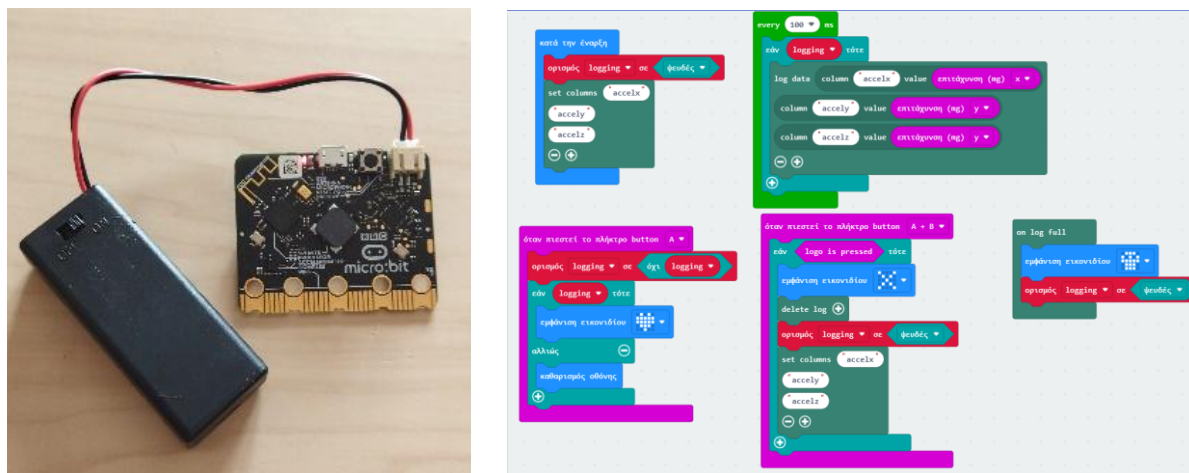 OFF ON
BBC
micro:bit
κατά την έναρξη
ορισμός logging σε ψευδές
set columns "accelx"
"accely"
"accelz"
every 100 ms
εάν logging τότε
log data column "accelx" value επιτάχυνση (mg) x
column "accely" value επιτάχυνση (mg) y
column "accelz" value επιτάχυνση (mg) y
όταν πιεστεί το πλήκτρο button A
ορισμός logging σε όχι logging
εάν logging τότε
εμφάνιση εικονιδίου
αλλιώς
καθαρισμός οθόνης
όταν πιεστεί το πλήκτρο button A + B
εάν logo is pressed τότε
εμφάνιση εικονιδίου
delete log
ορισμός logging σε ψευδές
set columns "accelx"
"accely"
"accelz"
on log full
εμφάνιση εικονιδίου
ορισμός logging σε ψευδές